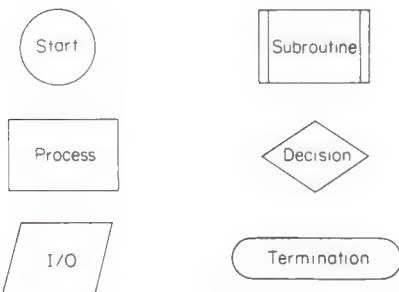 Start
Subroutine
Process
Decision
I/O
Termination